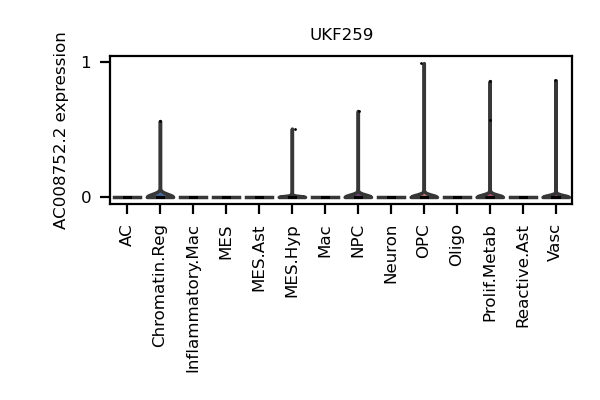 UKF259
AC008752.2 expression
1
0
AC
Chromatin.Reg
Inflammatory.Mac
MES
MES.Ast
MES.Hyp
Mac
NPC
Neuron
OPC
Oligo
Prolif.Metab
Reactive.Ast
Vasc